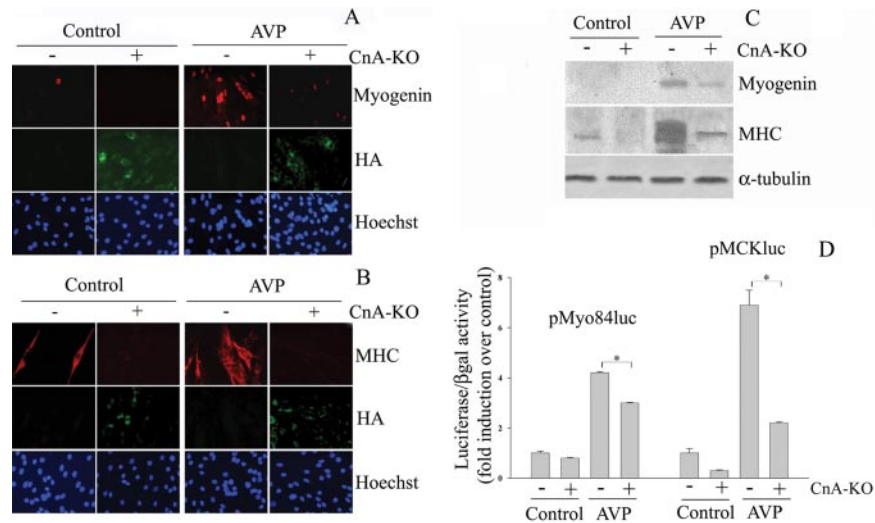 A
Control AVP
- + - + CnA-KO
Myogenin
HA
Hoechst
B
Control AVP
- + - + CnA-KO
MHC
HA
Hoechst
C
Control AVP
- + - + CnA-KO
Myogenin
MHC
α-tubulin
D
pMCKluc
pMyo84luc
Luciferase/βgal activity
(fold induction over control)
8
6
4
2
0
* *
- + - + - + - + CnA-KO
Control AVP Control AVP